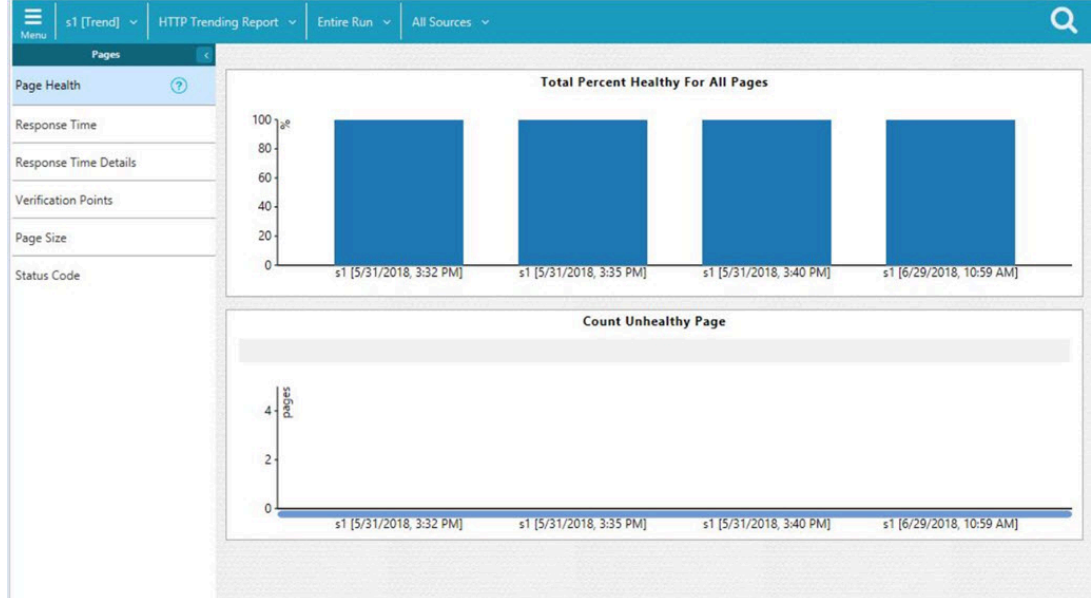 Menu
s1 [Trend]
HTTP Trending Report
Entire Run
All Sources
Pages
Page Health
?
Response Time
Response Time Details
Verification Points
Page Size
Status Code
Total Percent Healthy For All Pages
%
100
80
60
40
20
0
s1 [5/31/2018, 3:32 PM] s1 [5/31/2018, 3:35 PM] s1 [5/31/2018, 3:40 PM] s1 [6/29/2018, 10:59 AM]
Count Unhealthy Page
pages
4
2
0
s1 [5/31/2018, 3:32 PM] s1 [5/31/2018, 3:35 PM] s1 [5/31/2018, 3:40 PM] s1 [6/29/2018, 10:59 AM]